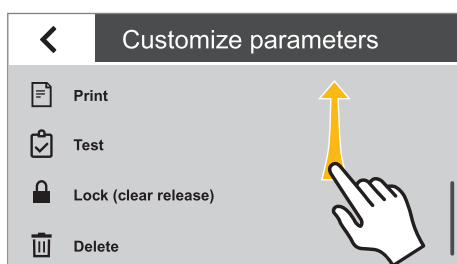 Customize parameters
Print
Test
Lock (clear release)
Delete